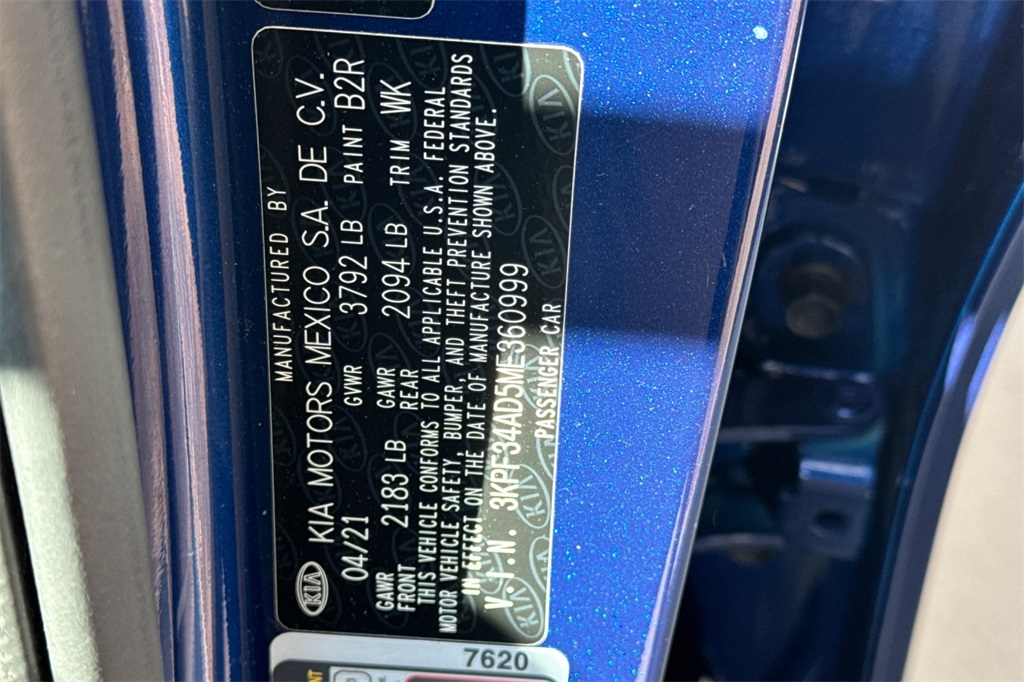 MANUFACTURED BY
KIA KIA MOTORS MEXICO S.A. DE C.V.
04/21 GVWR 3792 LB PAINT B2R
GAWR FRONT 2183 LB GAWR REAR 2094 LB TRIM WK
THIS VEHICLE CONFORMS TO ALL APPLICABLE U.S.A. FEDERAL
MOTOR VEHICLE SAFETY, BUMPER, AND THEFT PREVENTION STANDARDS
IN EFFECT ON THE DATE OF MANUFACTURE SHOWN ABOVE.
V.I.N. 3KPF34AD5ME360999
PASSENGER CAR
7620